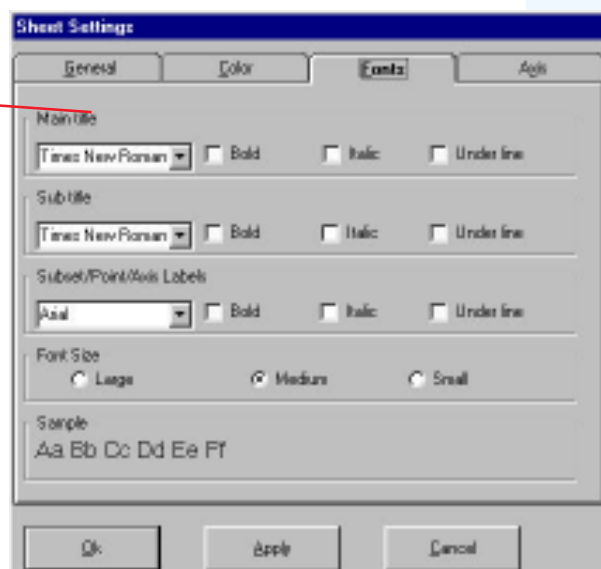 Sheet Settings
General Color Fonts Axis
Main title
Times New Roman Bold Italic Under line
Sub title
Times New Roman Bold Italic Under line
Subset/Point/Axis Labels
Arial Bold Italic Under line
Font Size
Large Medium Small
Sample
Aa Bb Cc Dd Ee Ff
Ok Apply Cancel